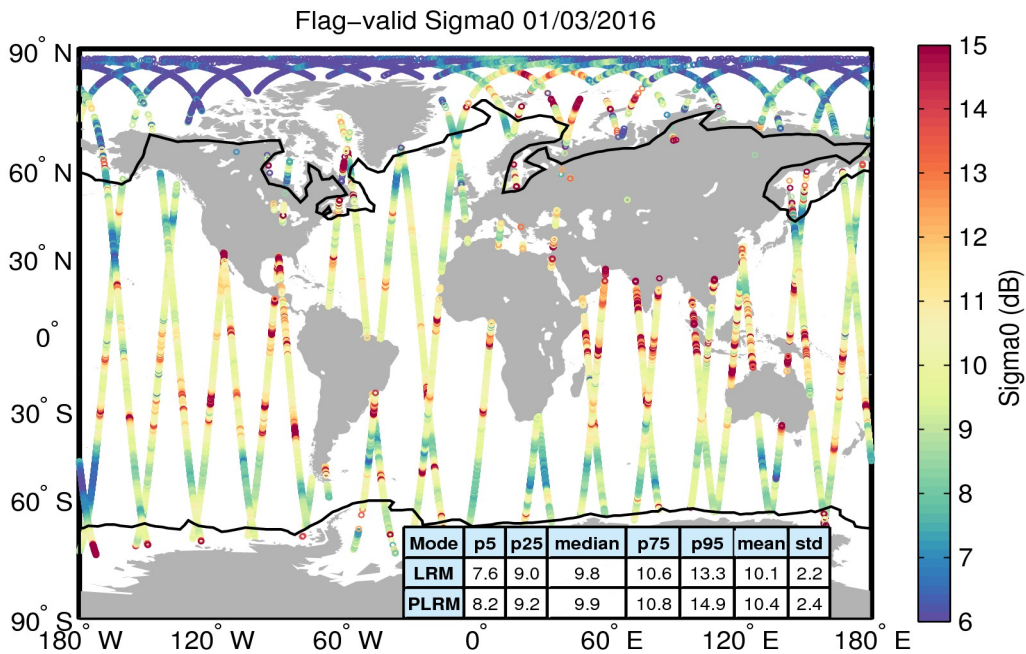 Flag−valid Sigma0 01/03/2016
90° N
60° N
30° N
0°
30° S
60° S
90° S
180° W
120° W
60° W
0°
60° E
120° E
180° E
15
14
13
12
11
10
9
8
7
6
Sigma0 (dB)
Mode p5 p25 median p75 p95 mean std
LRM 7.6 9.0 9.8 10.6 13.3 10.1 2.2
PLRM 8.2 9.2 9.9 10.8 14.9 10.4 2.4